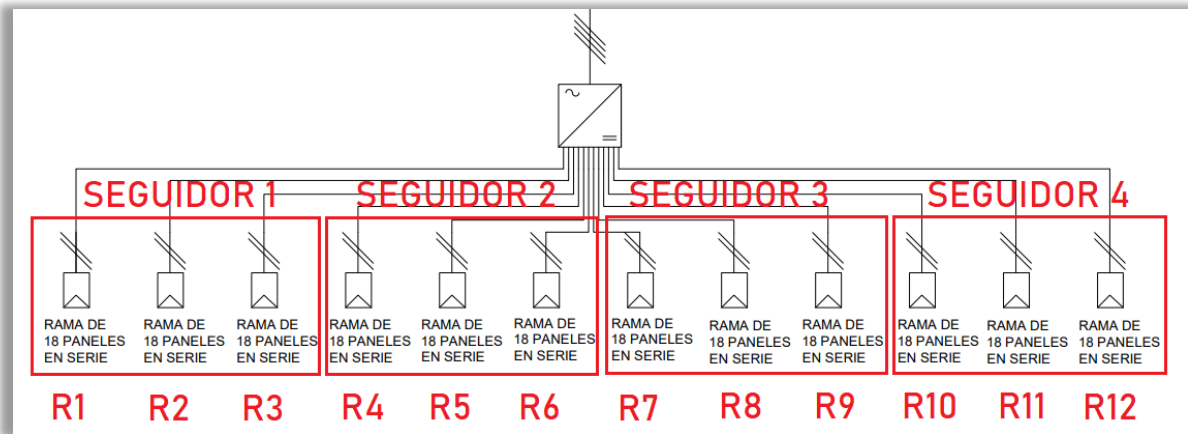 SEGUIDOR 1
SEGUIDOR 2
SEGUIDOR 3
SEGUIDOR 4
RAMA DE
18 PANELES
EN SERIE
RAMA DE
18 PANELES
EN SERIE
RAMA DE
18 PANELES
EN SERIE
RAMA DE
18 PANELES
EN SERIE
RAMA DE
18 PANELES
EN SERIE
RAMA DE
18 PANELES
EN SERIE
RAMA DE
18 PANELES
EN SERIE
RAMA DE
18 PANELES
EN SERIE
RAMA DE
18 PANELES
EN SERIE
RAMA DE
18 PANELES
EN SERIE
RAMA DE
18 PANELES
EN SERIE
RAMA DE
18 PANELES
EN SERIE
R1
R2
R3
R4
R5
R6
R7
R8
R9
R10
R11
R12